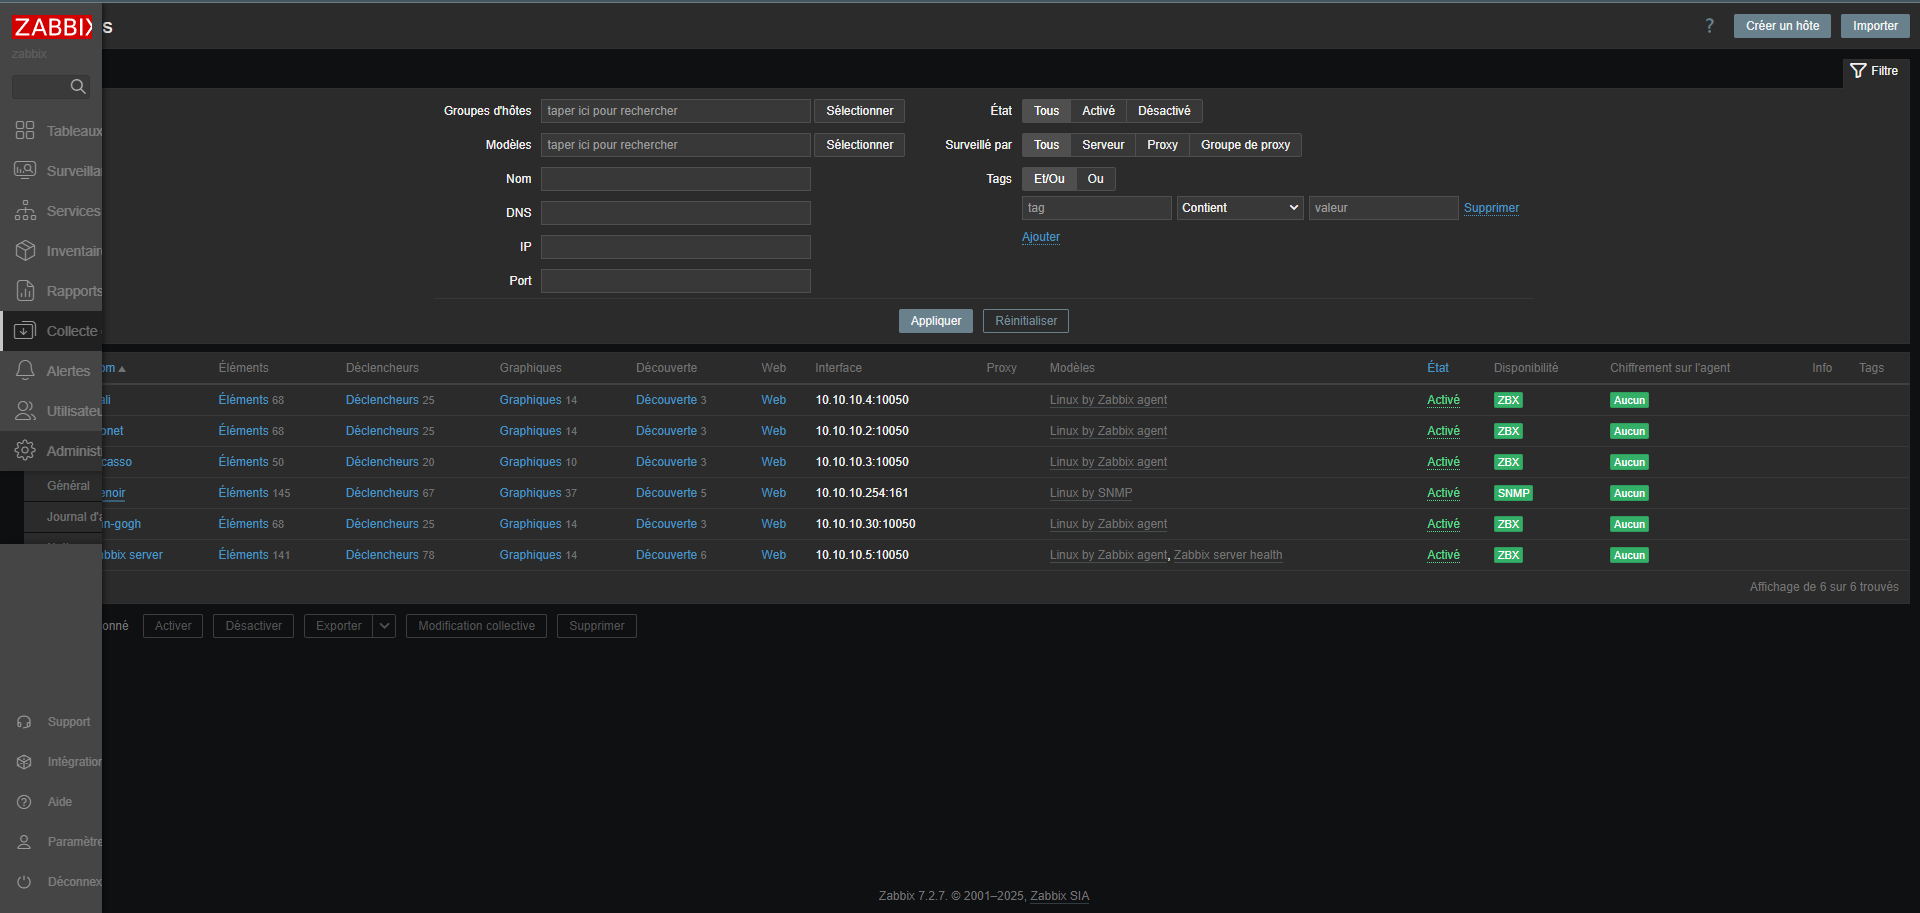 ZABBIX s
? Créer un hôte Importer
zabbix
Filtre
Groupes d'hôtes taper ici pour rechercher Sélectionner État Tous Activé Désactivé
Modèles taper ici pour rechercher Sélectionner Surveillé par Tous Serveur Proxy Groupe de proxy
Nom Tags Et/Ou Ou
DNS tag Contient valeur Supprimer
IP Ajouter
Port
Appliquer Réinitialiser
Tableaux
Surveilla
Services
Inventair
Rapports
Collecte
Alertes
Utilisateu
Administ
Général
Journal d'a
om Éléments Déclencheurs Graphiques Découverte Web Interface Proxy Modèles État Disponibilité Chiffrement sur l'agent Info Tags
ali Éléments 68 Déclencheurs 25 Graphiques 14 Découverte 3 Web 10.10.10.4:10050 Linux by Zabbix agent Activé ZBX Aucun
onet Éléments 68 Déclencheurs 25 Graphiques 14 Découverte 3 Web 10.10.10.2:10050 Linux by Zabbix agent Activé ZBX Aucun
casso Éléments 50 Déclencheurs 20 Graphiques 10 Découverte 3 Web 10.10.10.3:10050 Linux by Zabbix agent Activé ZBX Aucun
enoir Éléments 145 Déclencheurs 67 Graphiques 37 Découverte 5 Web 10.10.10.254:161 Linux by SNMP Activé SNMP Aucun
an-gogh Éléments 68 Déclencheurs 25 Graphiques 14 Découverte 3 Web 10.10.10.30:10050 Linux by Zabbix agent Activé ZBX Aucun
abbix server Éléments 141 Déclencheurs 78 Graphiques 14 Découverte 6 Web 10.10.10.5:10050 Linux by Zabbix agent, Zabbix server health Activé ZBX Aucun
Affichage de 6 sur 6 trouvés
onné Activer Désactiver Exporter Modification collective Supprimer
Support
Intégration
Aide
Paramètre
Déconnex
Zabbix 7.2.7. © 2001–2025, Zabbix SIA